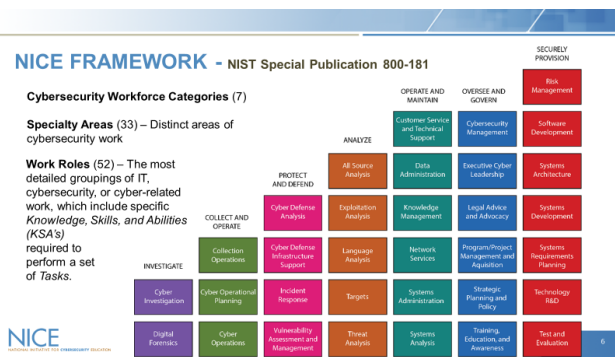 NICE FRAMEWORK - NIST Special Publication 800-181
Cybersecurity Workforce Categories (7)
Specialty Areas (33) – Distinct areas of
cybersecurity work
Work Roles (52) – The most
detailed groupings of IT,
cybersecurity, or cyber-related
work, which include specific
Knowledge, Skills, and Abilities
(KSA's)
required to
perform a set
of Tasks.
INVESTIGATE
Cyber
Investigation
Digital
Forensics
COLLECT AND
OPERATE
Collection
Operations
Cyber Operational
Planning
Cyber
Operations
PROTECT
AND DEFEND
Cyber Defense
Analysis
Cyber Defense
Infrastructure
Support
Incident
Response
Vulnerability
Assessment and
Management
ANALYZE
All Source
Analysis
Exploitation
Analysis
Language
Analysis
Targets
Threat
Analysis
OPERATE AND
MAINTAIN
Customer Service
and Technical
Support
Data
Administration
Knowledge
Management
Network
Services
Systems
Administration
Systems
Analysis
OVERSEE AND
GOVERN
Cybersecurity
Management
Executive Cyber
Leadership
Legal Advice
and Advocacy
Program/Project
Management and
Aquisition
Strategic
Planning and
Policy
Training,
Education, and
Awareness
SECURELY
PROVISION
Risk
Management
Software
Development
Systems
Architecture
Systems
Development
Systems
Requirements
Planning
Technology
R&D
Test and
Evaluation
NICE
NATIONAL INITIATIVE FOR CYBERSECURITY EDUCATION
6